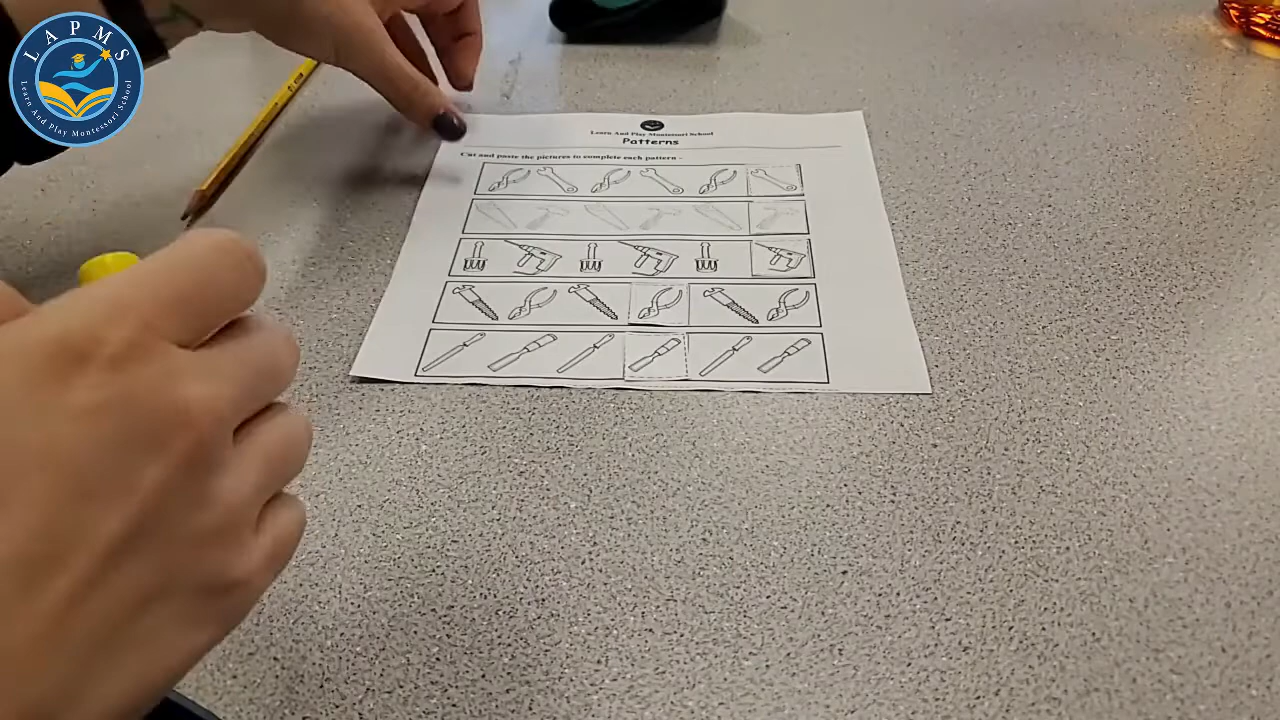 LAPMS
Learn And Play Montessori School
Learn And Play Montessori School
Patterns
Cut and paste the pictures to complete each pattern -